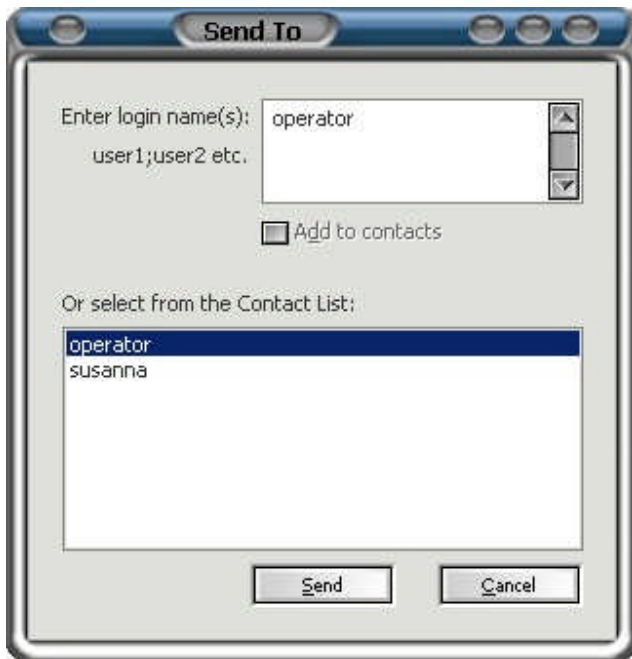 Send To
Enter login name(s):
operator
user1;user2 etc.
Add to contacts
Or select from the Contact List:
operator
susanna
Send
Cancel